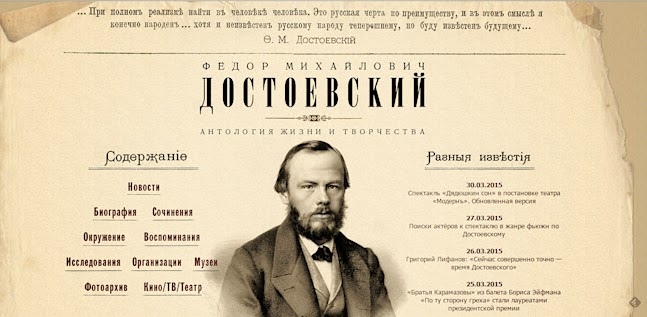 ... При полномъ реализмѣ найти въ человѣкѣ человѣка. Это русская черта по преимуществу, и въ этомъ смыслѣ я
конечно народенъ... хотя и неизвѣстенъ русскому народу теперешнему, но буду извѣстенъ будущему...
Ѳ. М. Достоевскій
ФЕДОР МИХАЙЛОВИЧ
ДОСТОЕВСКИЙ
АНТОЛОГИЯ ЖИЗНИ И ТВОРЧЕСТВА
Содержаніе
Новости
Биография Сочинения
Окружение Воспоминания
Исследования Организации Музеи
Фотоархив Кино/ТВ/Театр
Разныя извѣстія
30.03.2015
Спектакль «Дядюшкин сон» в постановке театра
«Модернъ». Обновленная версия
27.03.2015
Поиски актёров к спектаклю в жанре фьюжн по
Достоевскому
26.03.2015
Григорий Лифанов: «Сейчас совершенно точно —
время Достоевского»
25.03.2015
«Братья Карамазовы» из балета Бориса Эйфмана
«По ту сторону греха» стали лауреатами
президентской премии